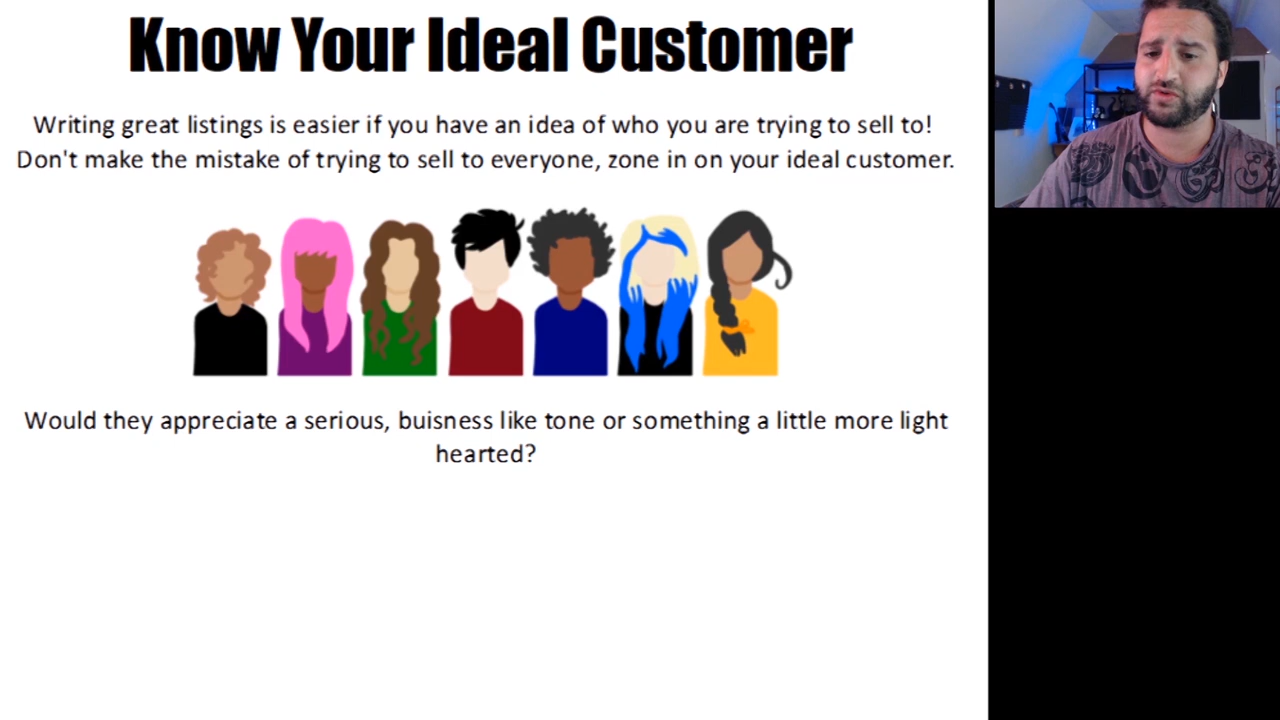 Know Your Ideal Customer
Writing great listings is easier if you have an idea of who you are trying to sell to!
Don't make the mistake of trying to sell to everyone, zone in on your ideal customer.
Would they appreciate a serious, buisness like tone or something a little more light
hearted?